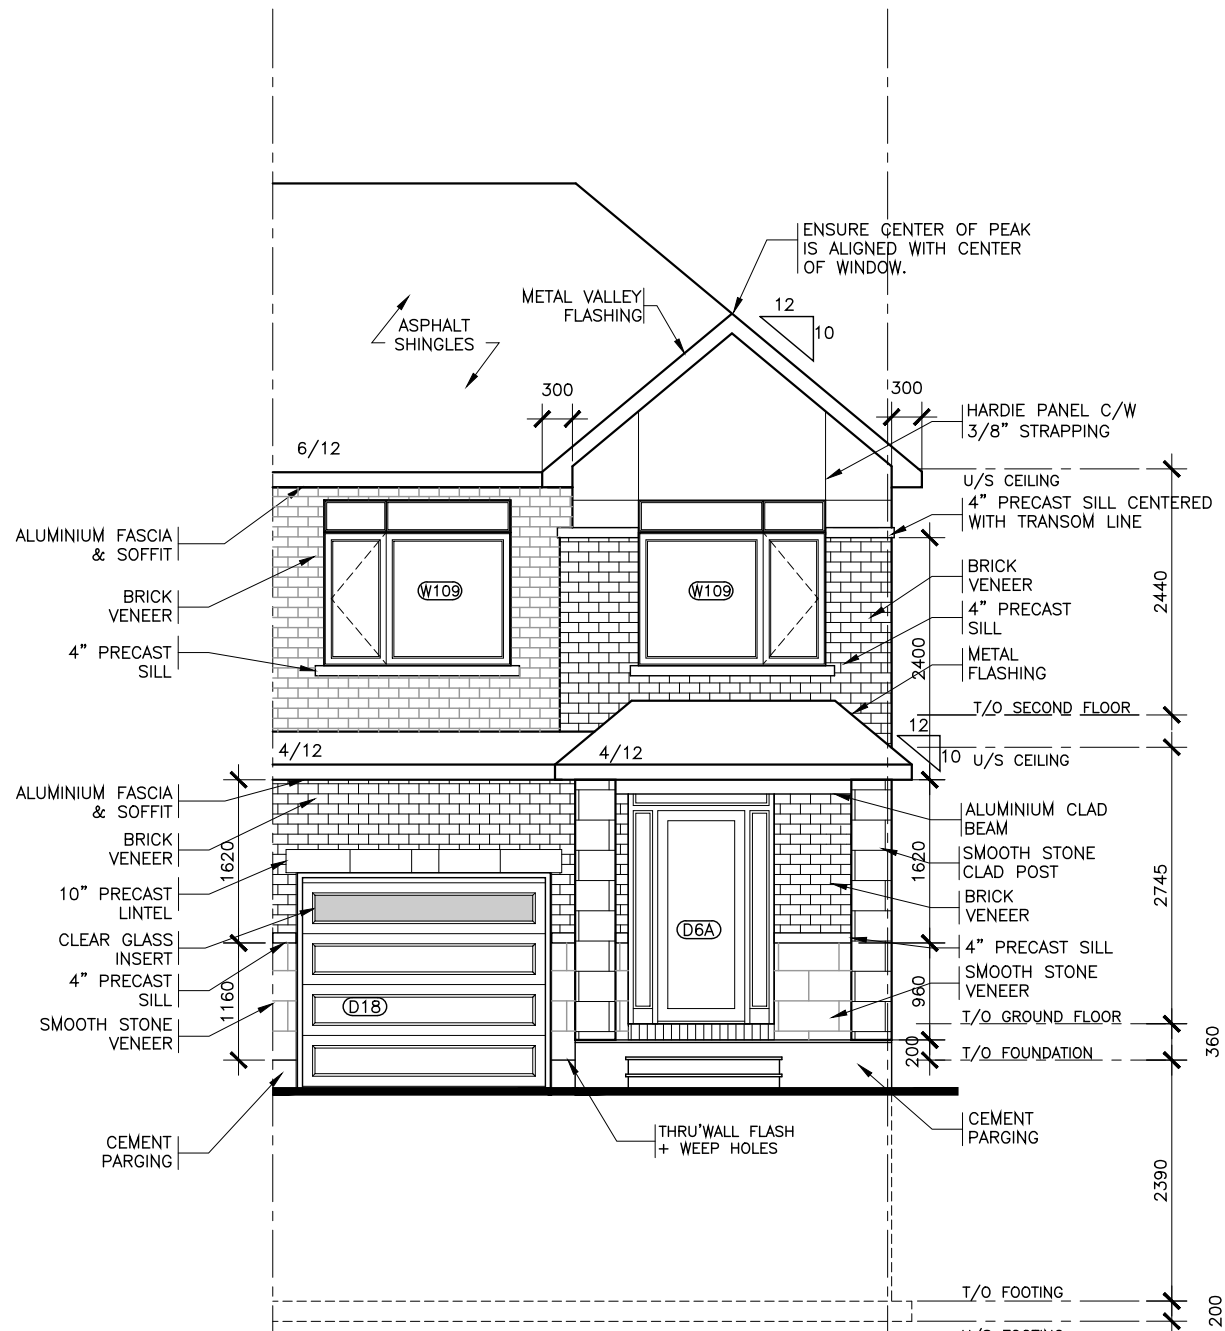 ENSURE CENTER OF PEAK
IS ALIGNED WITH CENTER
OF WINDOW.
METAL VALLEY
FLASHING
12
10
ASPHALT
SHINGLES
300
300
HARDIE PANEL C/W
3/8" STRAPPING
6/12
U/S CEILING
4" PRECAST SILL CENTERED
WITH TRANSOM LINE
ALUMINIUM FASCIA
& SOFFIT
BRICK
VENEER
4" PRECAST
SILL
W109
W109
BRICK
VENEER
4" PRECAST
SILL
METAL
FLASHING
2400
2440
T/O SECOND FLOOR
12
10
U/S CEILING
4/12
4/12
ALUMINIUM FASCIA
& SOFFIT
BRICK
VENEER
1620
10" PRECAST
LINTEL
CLEAR GLASS
INSERT
4" PRECAST
SILL
1160
SMOOTH STONE
VENEER
D18
D6A
ALUMINIUM CLAD
BEAM
SMOOTH STONE
CLAD POST
1620
BRICK
VENEER
2745
4" PRECAST SILL
SMOOTH STONE
VENEER
960
T/O GROUND FLOOR
200
T/O FOUNDATION
360
CEMENT
PARGING
THRU'WALL FLASH
+ WEEP HOLES
CEMENT
PARGING
2390
T/O FOOTING
200